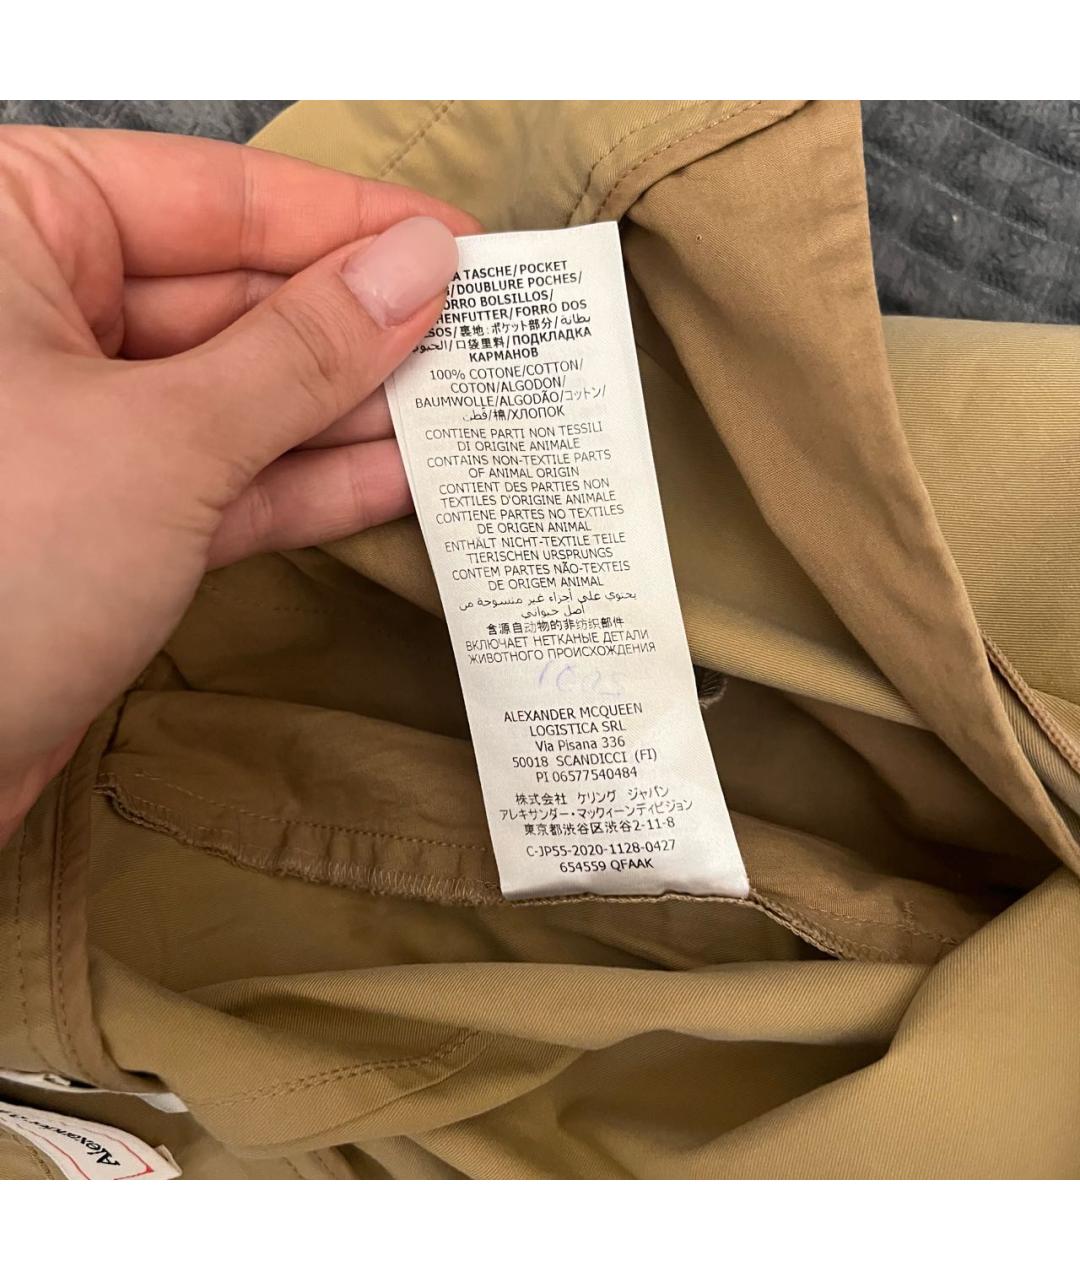 TASCHE/POCKET
/DOUBLURE POCHES/
BOLSILLOS/
/FORRO DOS
/裏地:ポケット部分/بطانة
/口袋里料/ПОДКЛАДКА
КАРМАНОВ
100% COTONE/COTTON/
COTON/ALGODON/
BAUMWOLLE/ALGODÃO/コットン/
قطن/棉/ХЛОПОК
CONTIENE PARTI NON TESSILI
DI ORIGINE ANIMALE
CONTAINS NON-TEXTILE PARTS
OF ANIMAL ORIGIN
CONTIENT DES PARTIES NON
TEXTILES D'ORIGINE ANIMALE
CONTIENE PARTES NO TEXTILES
DE ORIGEN ANIMAL
ENTHÄLT NICHT-TEXTILE TEILE
TIERISCHEN URSPRUNGS
CONTEM PARTES NÃO-TEXTEIS
DE ORIGEM ANIMAL
يحتوي على أجزاء غير منسوجة من
أصل حيواني
含源自动物的非纺织部件
ВКЛЮЧАЕТ НЕТКАНЫЕ ДЕТАЛИ
ЖИВОТНОГО ПРОИСХОЖДЕНИЯ
ALEXANDER MCQUEEN
LOGISTICA SRL
Via Pisana 336
50018 SCANDICCI (FI)
PI 06577540484
株式会社 ケリング ジャパン
アレキサンダー・マックィーンディビジョン
東京都渋谷区渋谷2-11-8
C-JP55-2020-1128-0427
654559 QFAAK